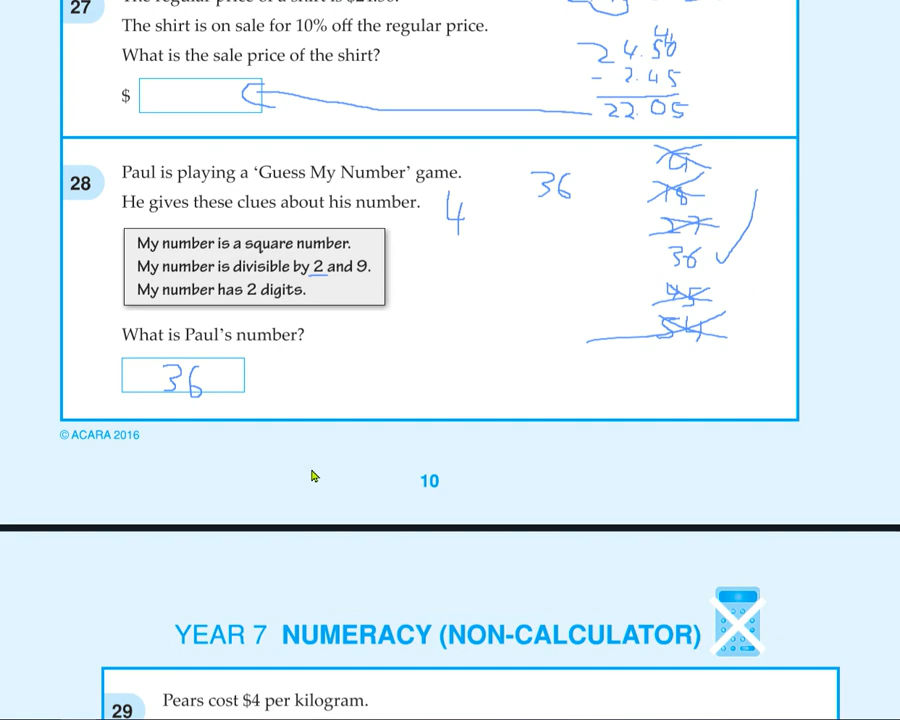 27
The shirt is on sale for 10% off the regular price.
What is the sale price of the shirt?
$
24.50
- 2.45
22.05
28
Paul is playing a ‘Guess My Number’ game.
He gives these clues about his number.
4
36
My number is a square number.
My number is divisible by 2 and 9.
My number has 2 digits.
18
27
36
45
54
What is Paul's number?
36
© ACARA 2016
10
YEAR 7 NUMERACY (NON-CALCULATOR)
29
Pears cost $4 per kilogram.